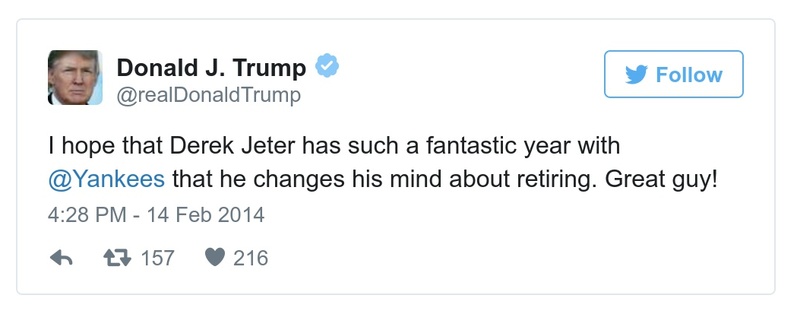 Donald J. Trump
@realDonaldTrump
Follow
I hope that Derek Jeter has such a fantastic year with
@Yankees that he changes his mind about retiring. Great guy!
4:28 PM - 14 Feb 2014
157 216